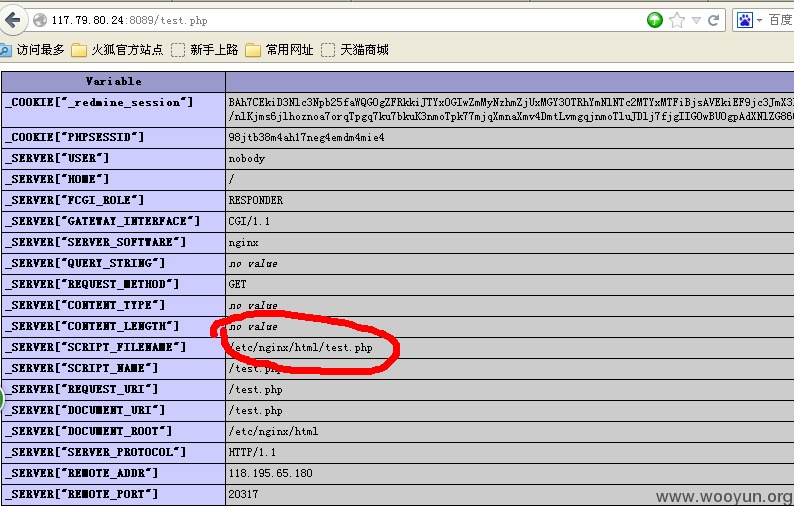 117.79.80.24:8089/test.php
百度
访问最多 火狐官方站点 新手上路 常用网址 天猫商城
Variable
_COOKIE["_redmine_session"]
_COOKIE["PHPSESSID"] 98jtb38m4ah17neg4emdm4mie4
_SERVER["USER"] nobody
_SERVER["HOME"] /
_SERVER["FCGI_ROLE"] RESPONDER
_SERVER["GATEWAY_INTERFACE"] CGI/1.1
_SERVER["SERVER_SOFTWARE"] nginx
_SERVER["QUERY_STRING"] no value
_SERVER["REQUEST_METHOD"] GET
_SERVER["CONTENT_TYPE"] no value
_SERVER["CONTENT_LENGTH"] no value
_SERVER["SCRIPT_FILENAME"] /etc/nginx/html/test.php
_SERVER["SCRIPT_NAME"] /test.php
_SERVER["REQUEST_URI"] /test.php
_SERVER["DOCUMENT_URI"] /test.php
_SERVER["DOCUMENT_ROOT"] /etc/nginx/html
_SERVER["SERVER_PROTOCOL"] HTTP/1.1
_SERVER["REMOTE_ADDR"] 118.195.65.180
_SERVER["REMOTE_PORT"] 20317
www.wooyun.org